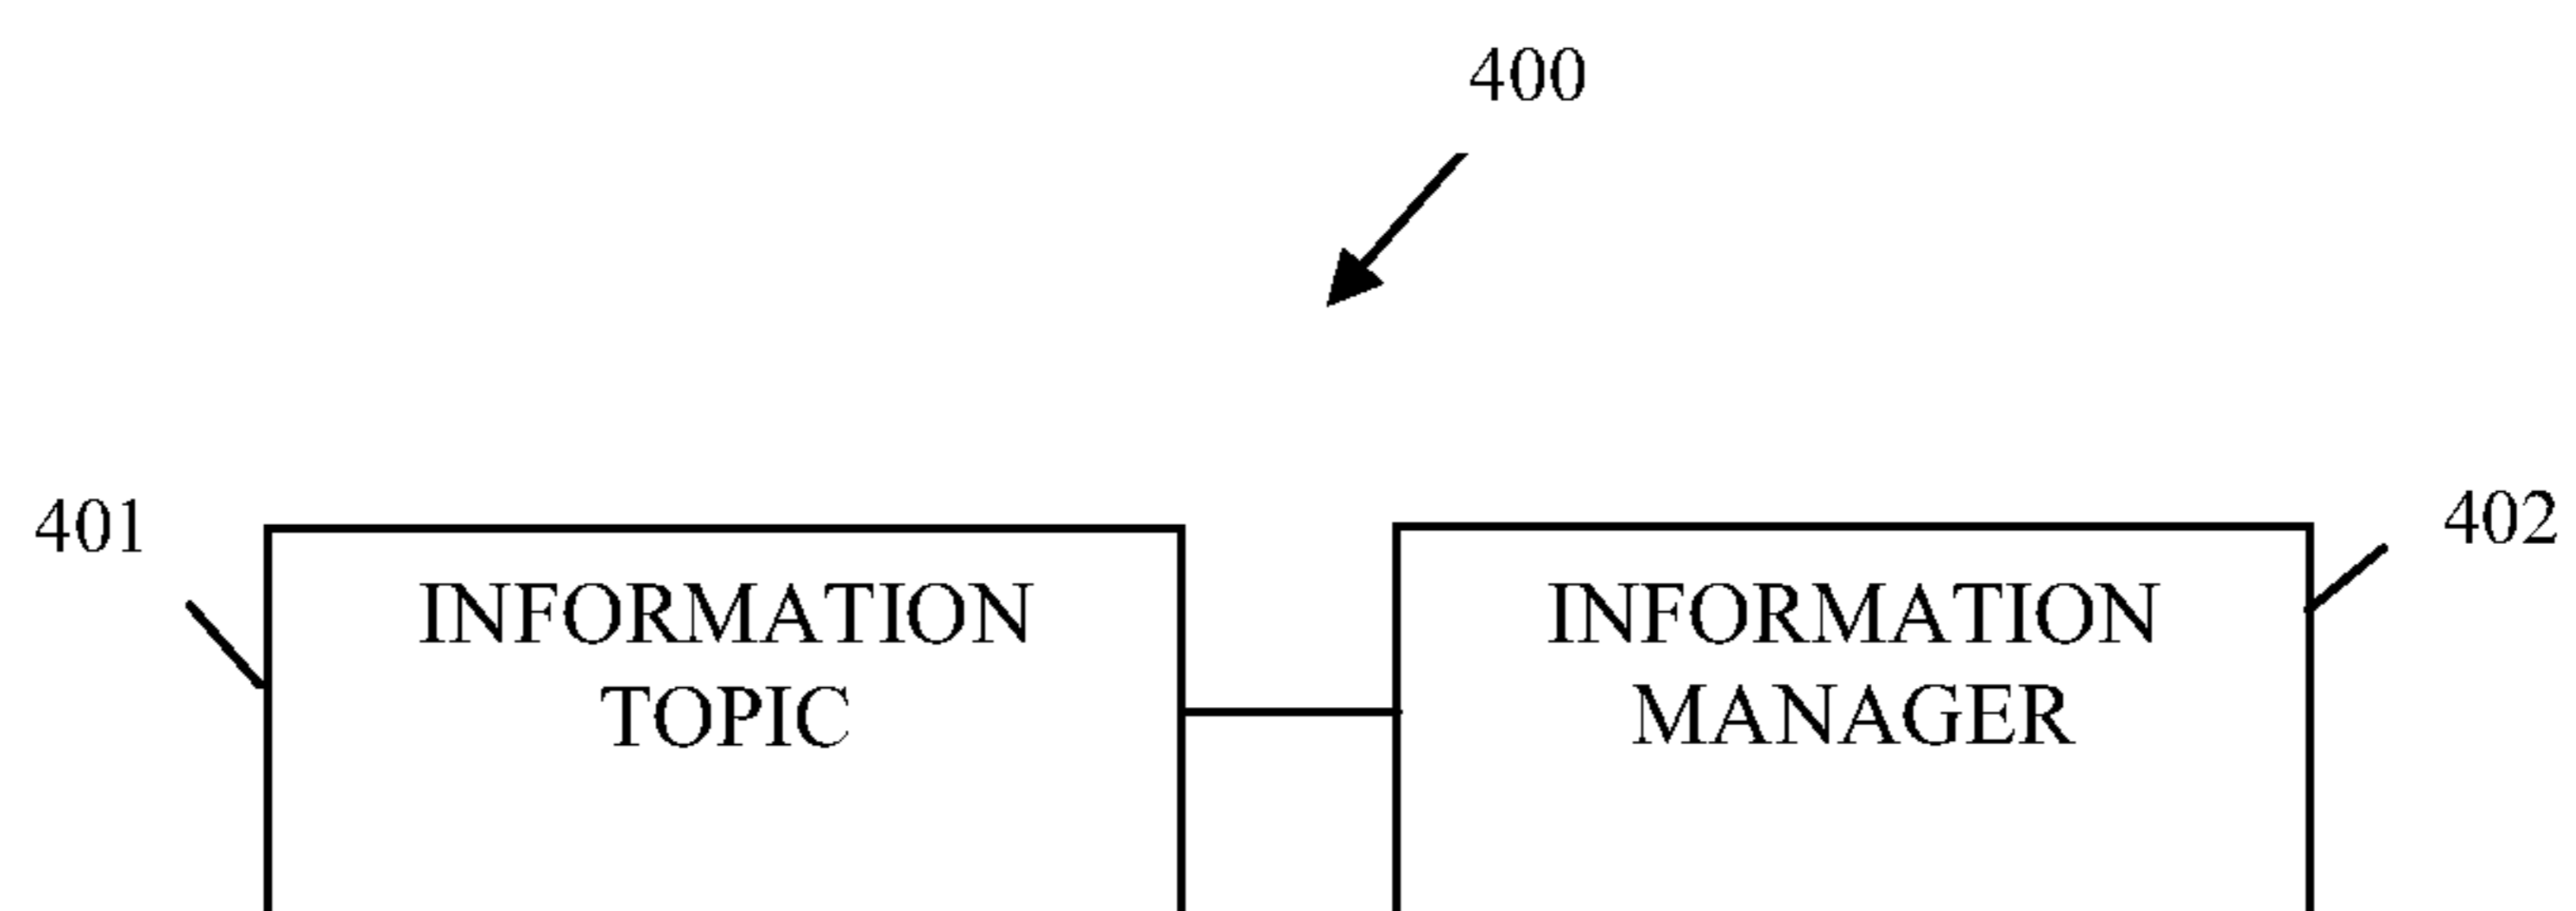 400
401
402
INFORMATION
TOPIC
INFORMATION
MANAGER